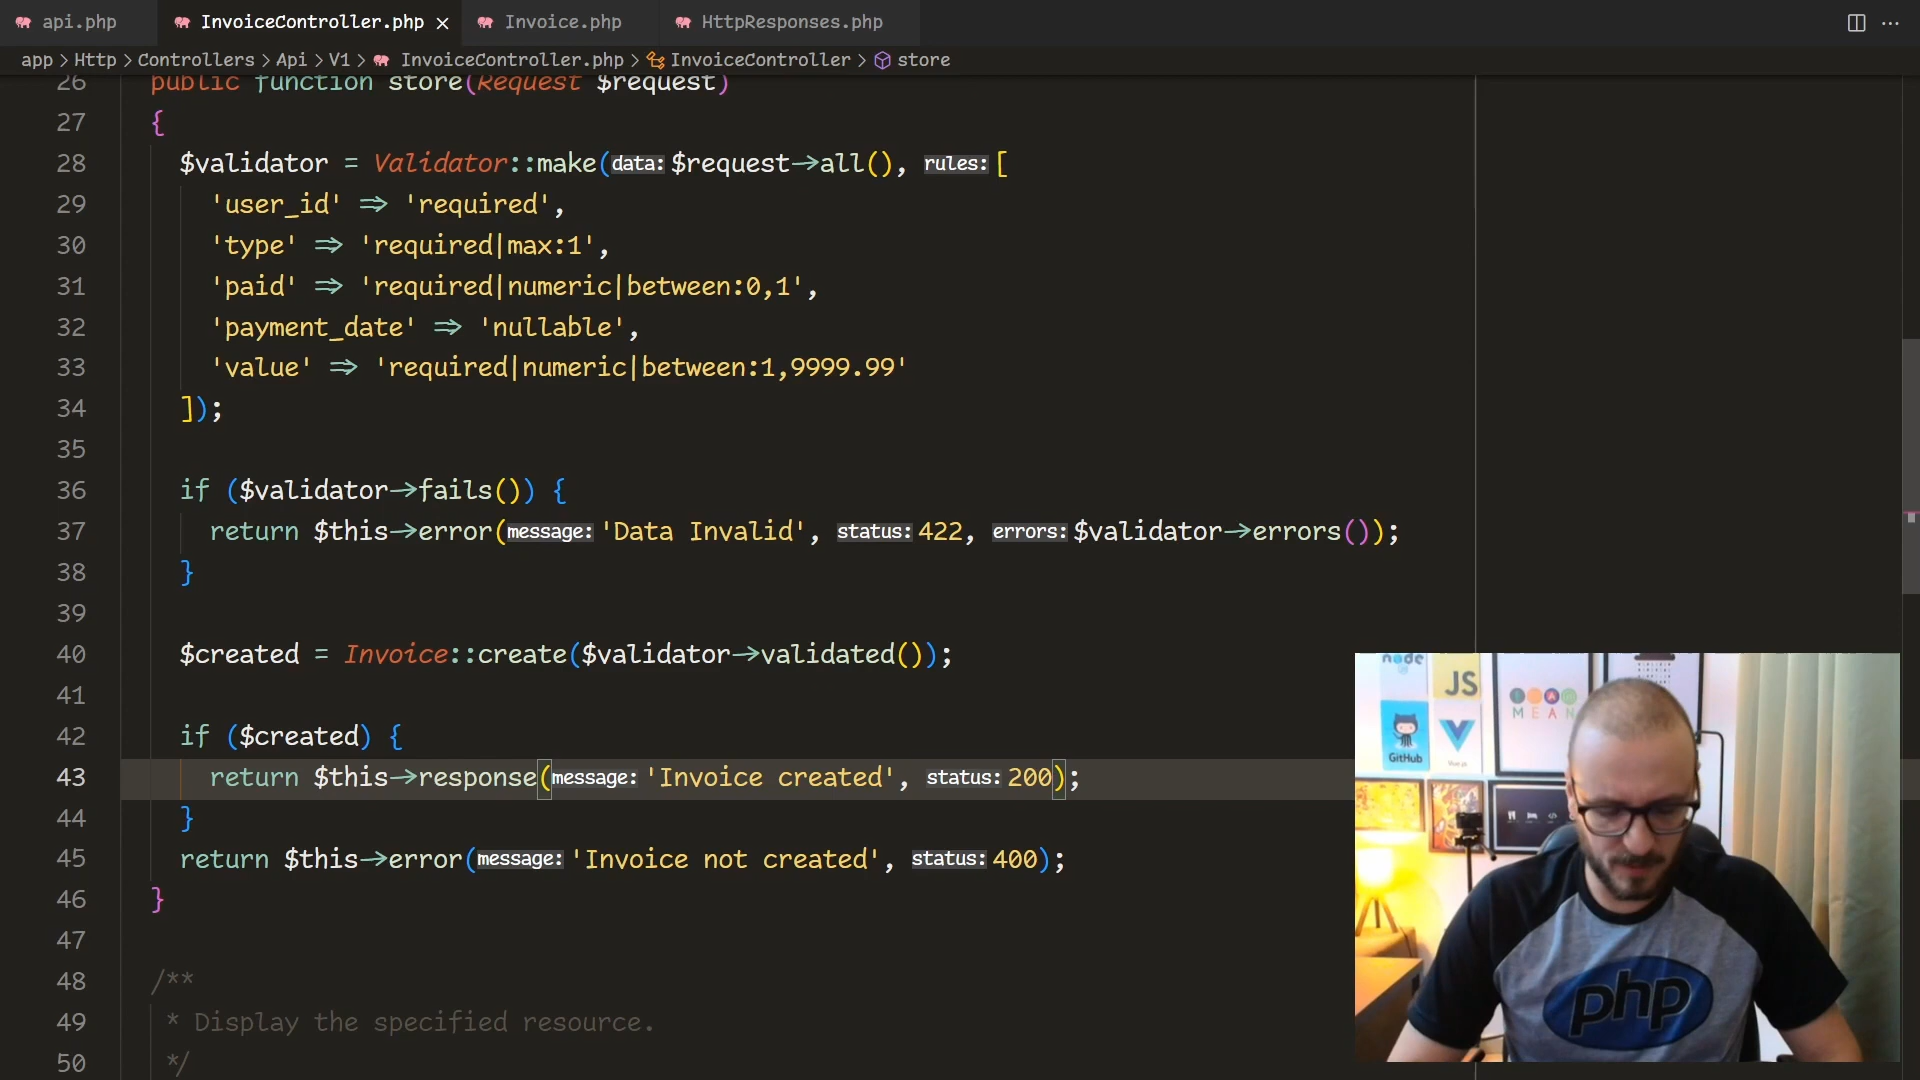 api.php InvoiceController.php Invoice.php HttpResponses.php
app > Http > Controllers > Api > V1 > InvoiceController.php > InvoiceController > store
26 public function store(Request $request)
27 {
28 $validator = Validator::make(data: $request->all(), rules: [
29 'user_id' => 'required',
30 'type' => 'required|max:1',
31 'paid' => 'required|numeric|between:0,1',
32 'payment_date' => 'nullable',
33 'value' => 'required|numeric|between:1,9999.99'
34 ]);
35
36 if ($validator->fails()) {
37 return $this->error(message: 'Data Invalid', status: 422, errors: $validator->errors());
38 }
39
40 $created = Invoice::create($validator->validated());
41
42 if ($created) {
43 return $this->response(message: 'Invoice created', status: 200);
44 }
45 return $this->error(message: 'Invoice not created', status: 400);
46 }
47
48 /**
49 * Display the specified resource.
50 */
node
JS
MEAN
GitHub
php